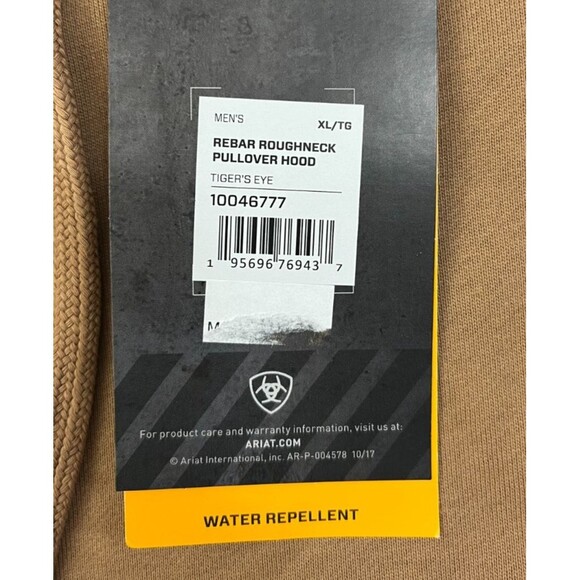 MEN'S XL/TG
REBAR ROUGHNECK
PULLOVER HOOD
TIGER'S EYE
10046777
1 95696 76943 7
M
For product care and warranty information, visit us at:
ARIAT.COM
© Ariat International, inc. AR-P-004578 10/17
WATER REPELLENT